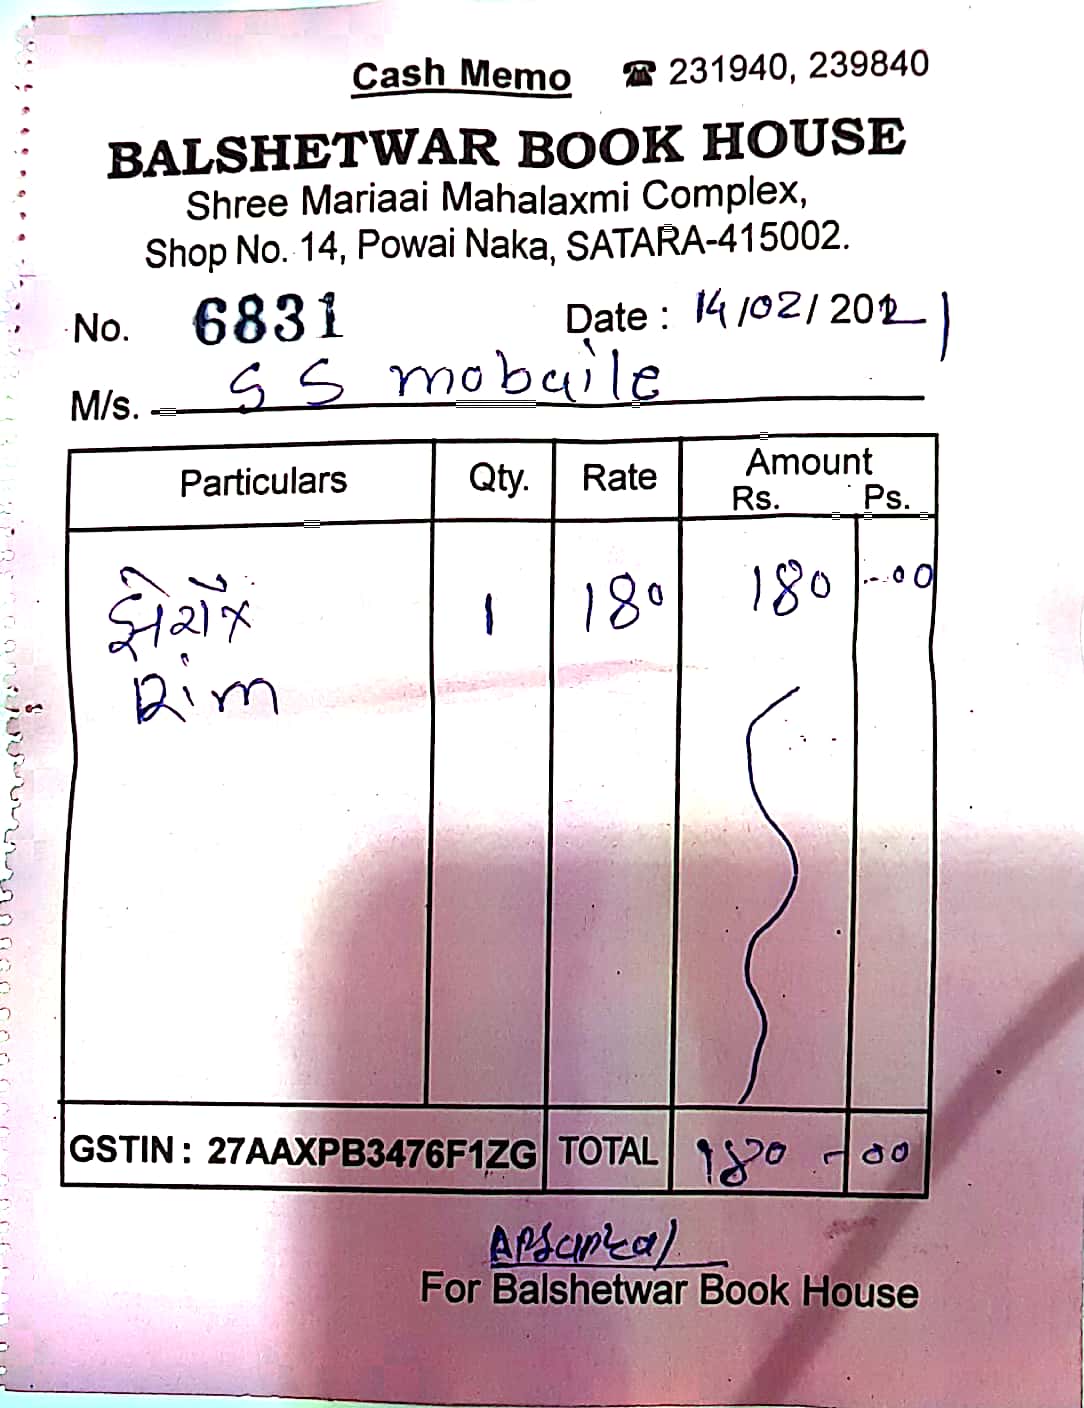 Cash Memo ☎ 231940, 239840
BALSHETWAR BOOK HOUSE
Shree Mariaai Mahalaxmi Complex,
Shop No. 14, Powai Naka, SATARA-415002.
No. 6831 Date : 14/02/2021
M/s. S S mobaile
Particulars Qty. Rate Amount
Rs. Ps.
झेरॉक्स 1 180 180 00
Rim
GSTIN : 27AAXPB3476F1ZG TOTAL 180 - 00
For Balshetwar Book House